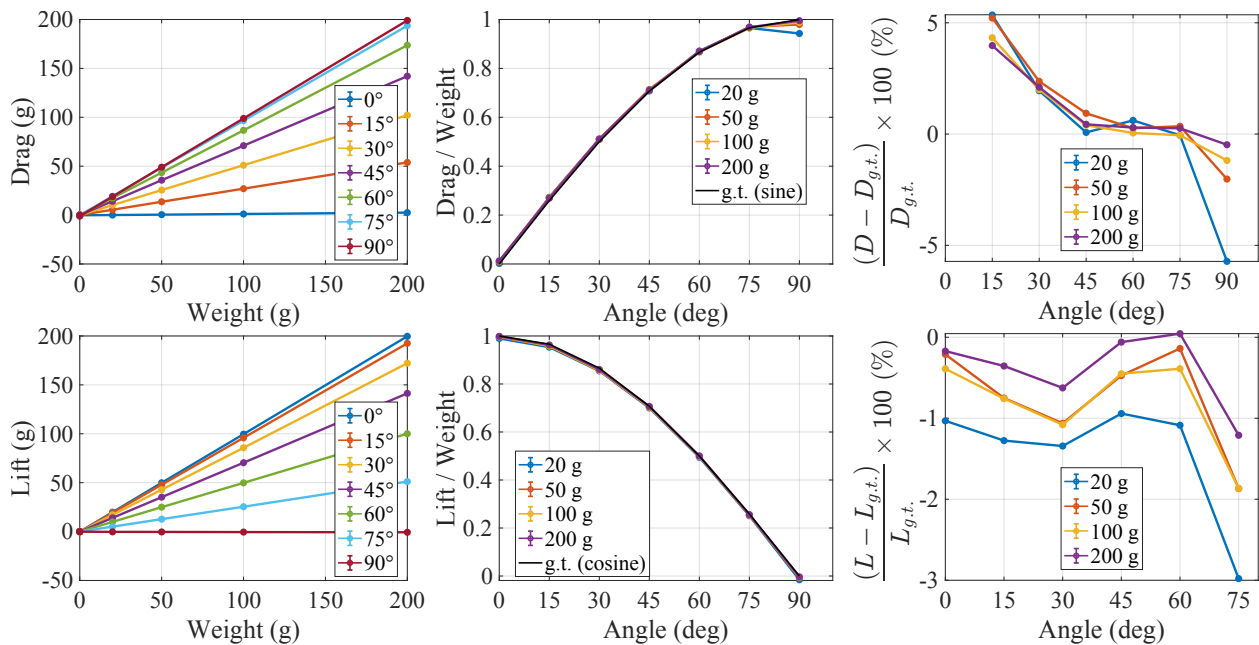 200
150
100
50
0
-50
Drag (g)
0 50 100 150 200
Weight (g)
0°
15°
30°
45°
60°
75°
90°
1
0.8
0.6
0.4
0.2
0
Drag / Weight
0 15 30 45 60 75 90
Angle (deg)
20 g
50 g
100 g
200 g
g.t. (sine)
5
0
-5
(D − D_{g.t.}) / D_{g.t.} × 100 (%)
0 15 30 45 60 75 90
Angle (deg)
20 g
50 g
100 g
200 g
200
150
100
50
0
-50
Lift (g)
0 50 100 150 200
Weight (g)
0°
15°
30°
45°
60°
75°
90°
1
0.8
0.6
0.4
0.2
0
Lift / Weight
0 15 30 45 60 75 90
Angle (deg)
20 g
50 g
100 g
200 g
g.t. (cosine)
0
-1
-2
-3
(L − L_{g.t.}) / L_{g.t.} × 100 (%)
0 15 30 45 60 75
Angle (deg)
20 g
50 g
100 g
200 g